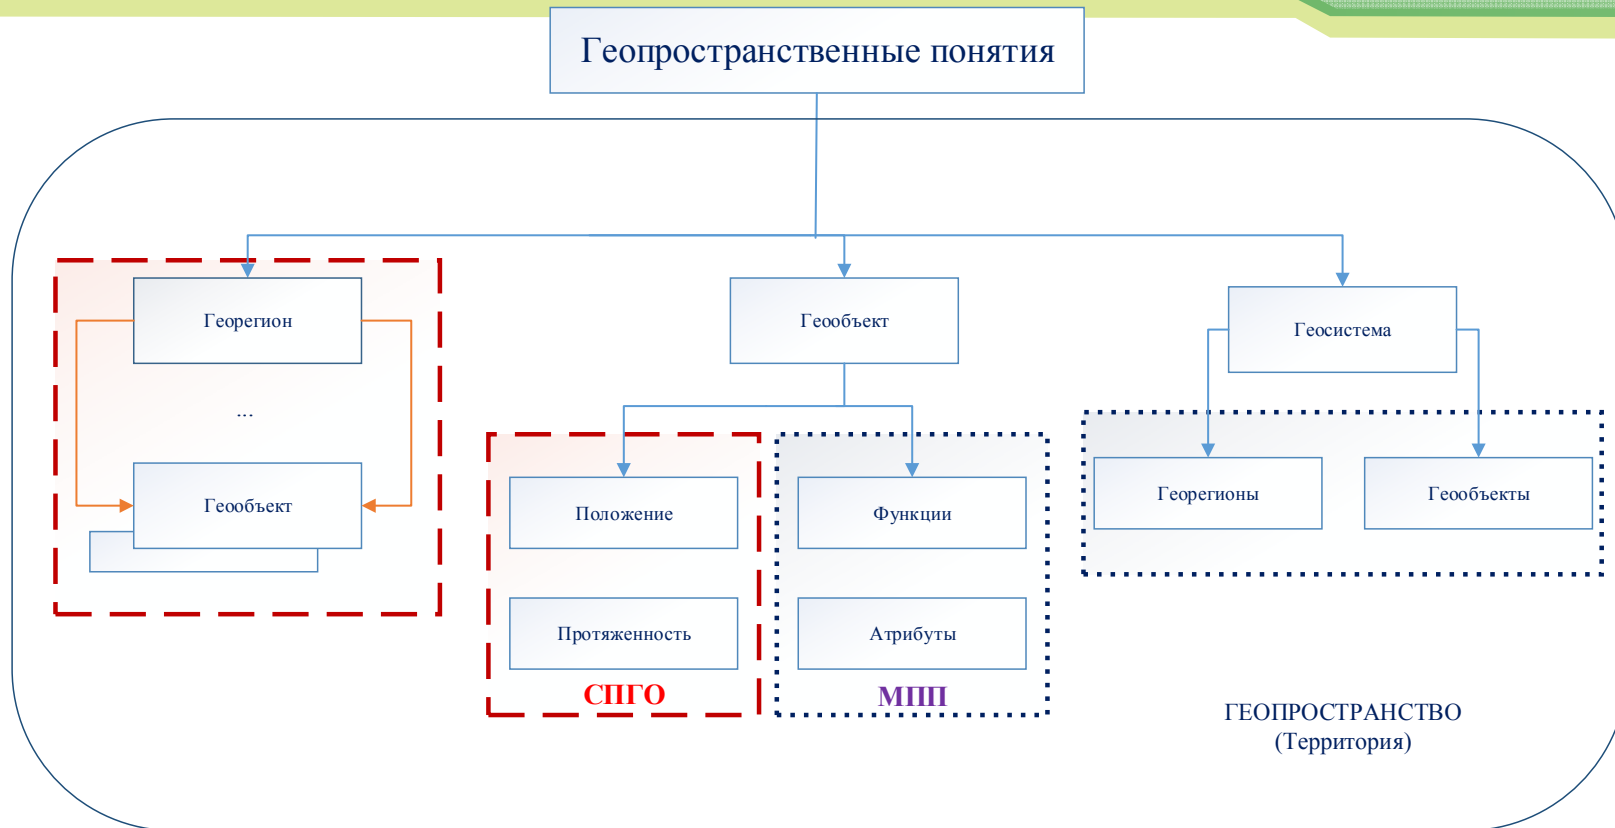 Геопространственные понятия
Георегион
...
Геообъект
Геообъект
Положение
Протяженность
СПГО
Функции
Атрибуты
МПП
Геосистема
Георегионы
Геообъекты
ГЕОПРОСТРАНСТВО
(Территория)